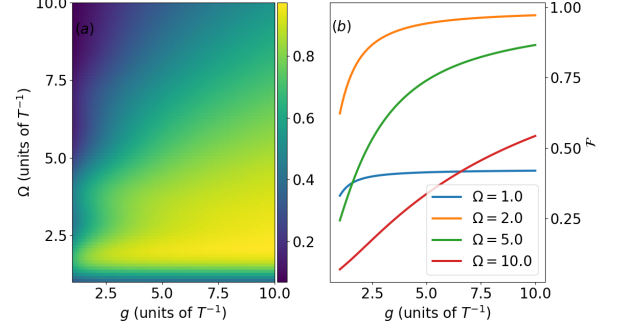 (a)
10.0
7.5
5.0
2.5
Ω (units of T⁻¹)
2.5
5.0
7.5
10.0
g (units of T⁻¹)
0.8
0.6
0.4
0.2
(b)
1.00
0.75
0.50
0.25
ℱ
Ω = 1.0
Ω = 2.0
Ω = 5.0
Ω = 10.0
2.5
5.0
7.5
10.0
g (units of T⁻¹)